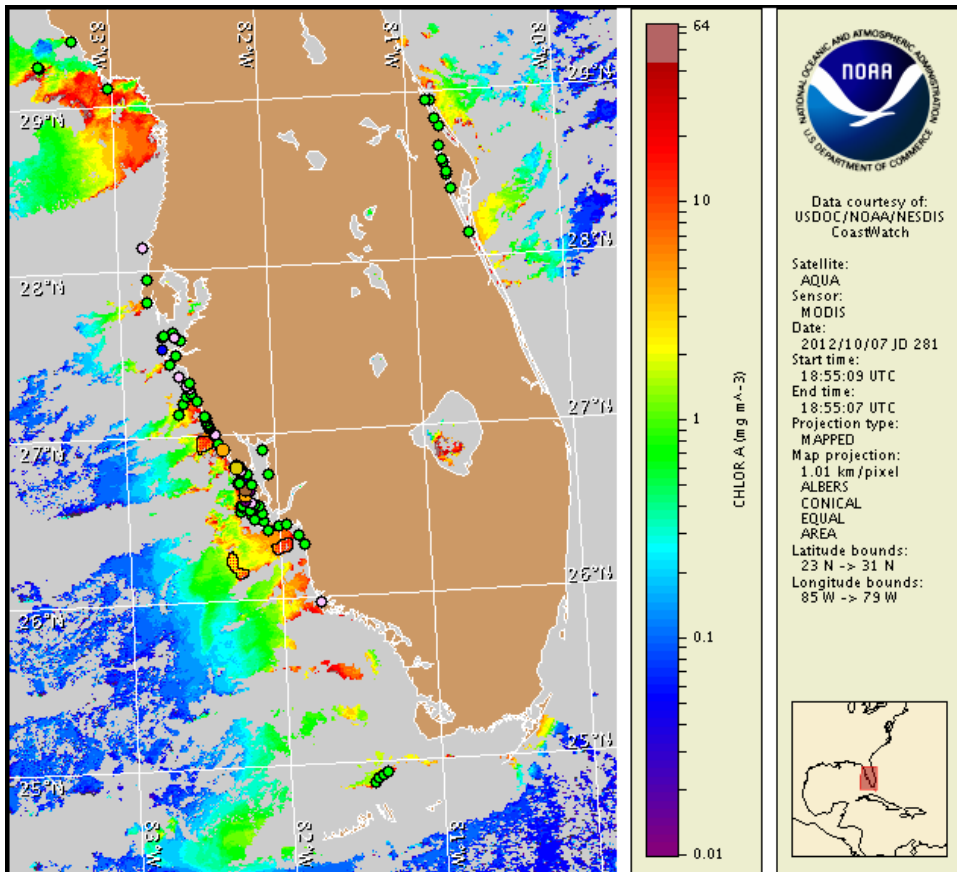 83°W
82°W
81°W
80°W
29°N
29°N
28°N
28°N
27°N
27°N
26°N
26°N
25°N
25°N
83°W
82°W
81°W
64
10
1
0.1
0.01
CHLOR A (mg m^-3)
NATIONAL OCEANIC AND ATMOSPHERIC ADMINISTRATION
NOAA
U.S. DEPARTMENT OF COMMERCE
Data courtesy of:
USDOC/NOAA/NESDIS
CoastWatch
Satellite:
AQUA
Sensor:
MODIS
Date:
2012/10/07 JD 281
Start time:
18:55:09 UTC
End time:
18:55:07 UTC
Projection type:
MAPPED
Map projection:
1.01 km/pixel
ALBERS
CONICAL
EQUAL
AREA
Latitude bounds:
23 N -> 31 N
Longitude bounds:
85 W -> 79 W